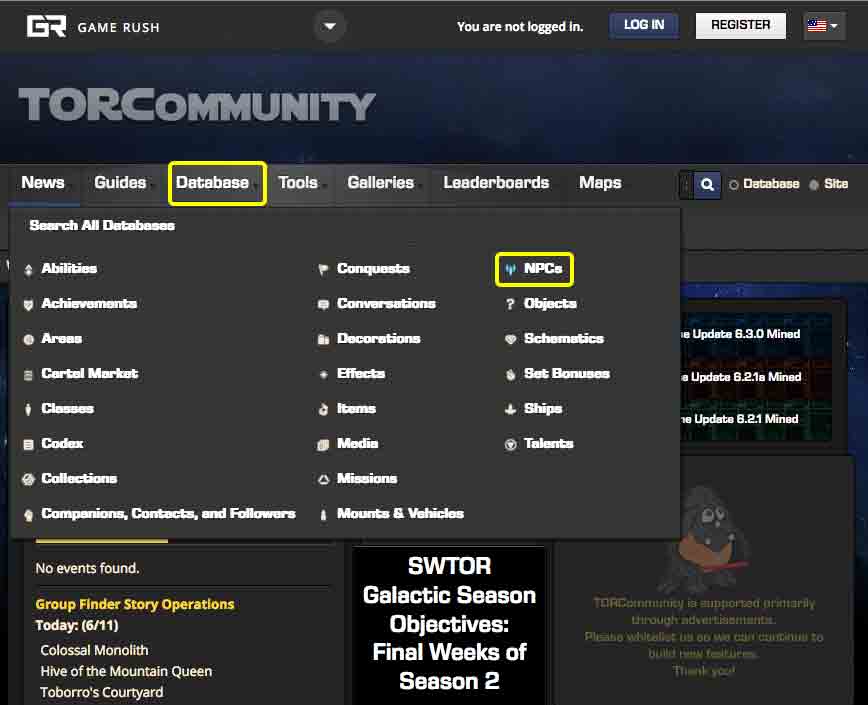 GR GAME RUSH
You are not logged in.
LOG IN
REGISTER
TORCOMMUNITY
News
Guides
Database
Tools
Galleries
Leaderboards
Maps
Database
Site
Search All Databases
Abilities
Achievements
Areas
Cartel Market
Classes
Codex
Collections
Companions, Contacts, and Followers
Conquests
Conversations
Decorations
Effects
Items
Media
Missions
Mounts & Vehicles
NPCs
Objects
Schematics
Set Bonuses
Ships
Talents
e Update 6.3.0 Mined
e Update 6.2.1a Mined
ne Update 6.2.1 Mined
No events found.
Group Finder Story Operations
Today: (6/11)
Colossal Monolith
Hive of the Mountain Queen
Toborro's Courtyard
SWTOR
Galactic Season
Objectives:
Final Weeks of
Season 2
TORCommunity is supported primarily
through advertisements.
Please whitelist us so we can continue to
build new features.
Thank you!